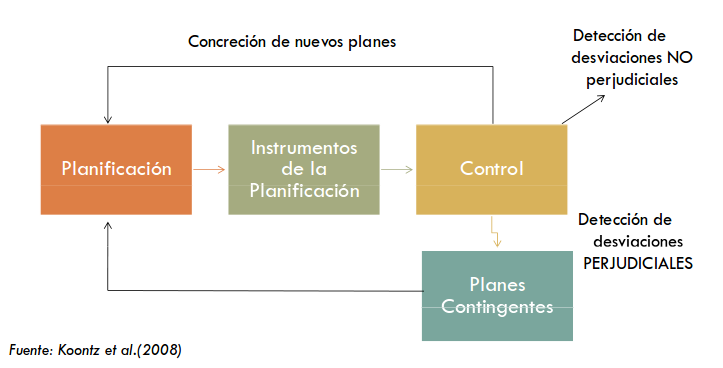 Concreción de nuevos planes
Detección de
desviaciones NO
perjudiciales
Planificación
Instrumentos
de la
Planificación
Control
Detección de
desviaciones
PERJUDICIALES
Planes
Contingentes
Fuente: Koontz et al.(2008)